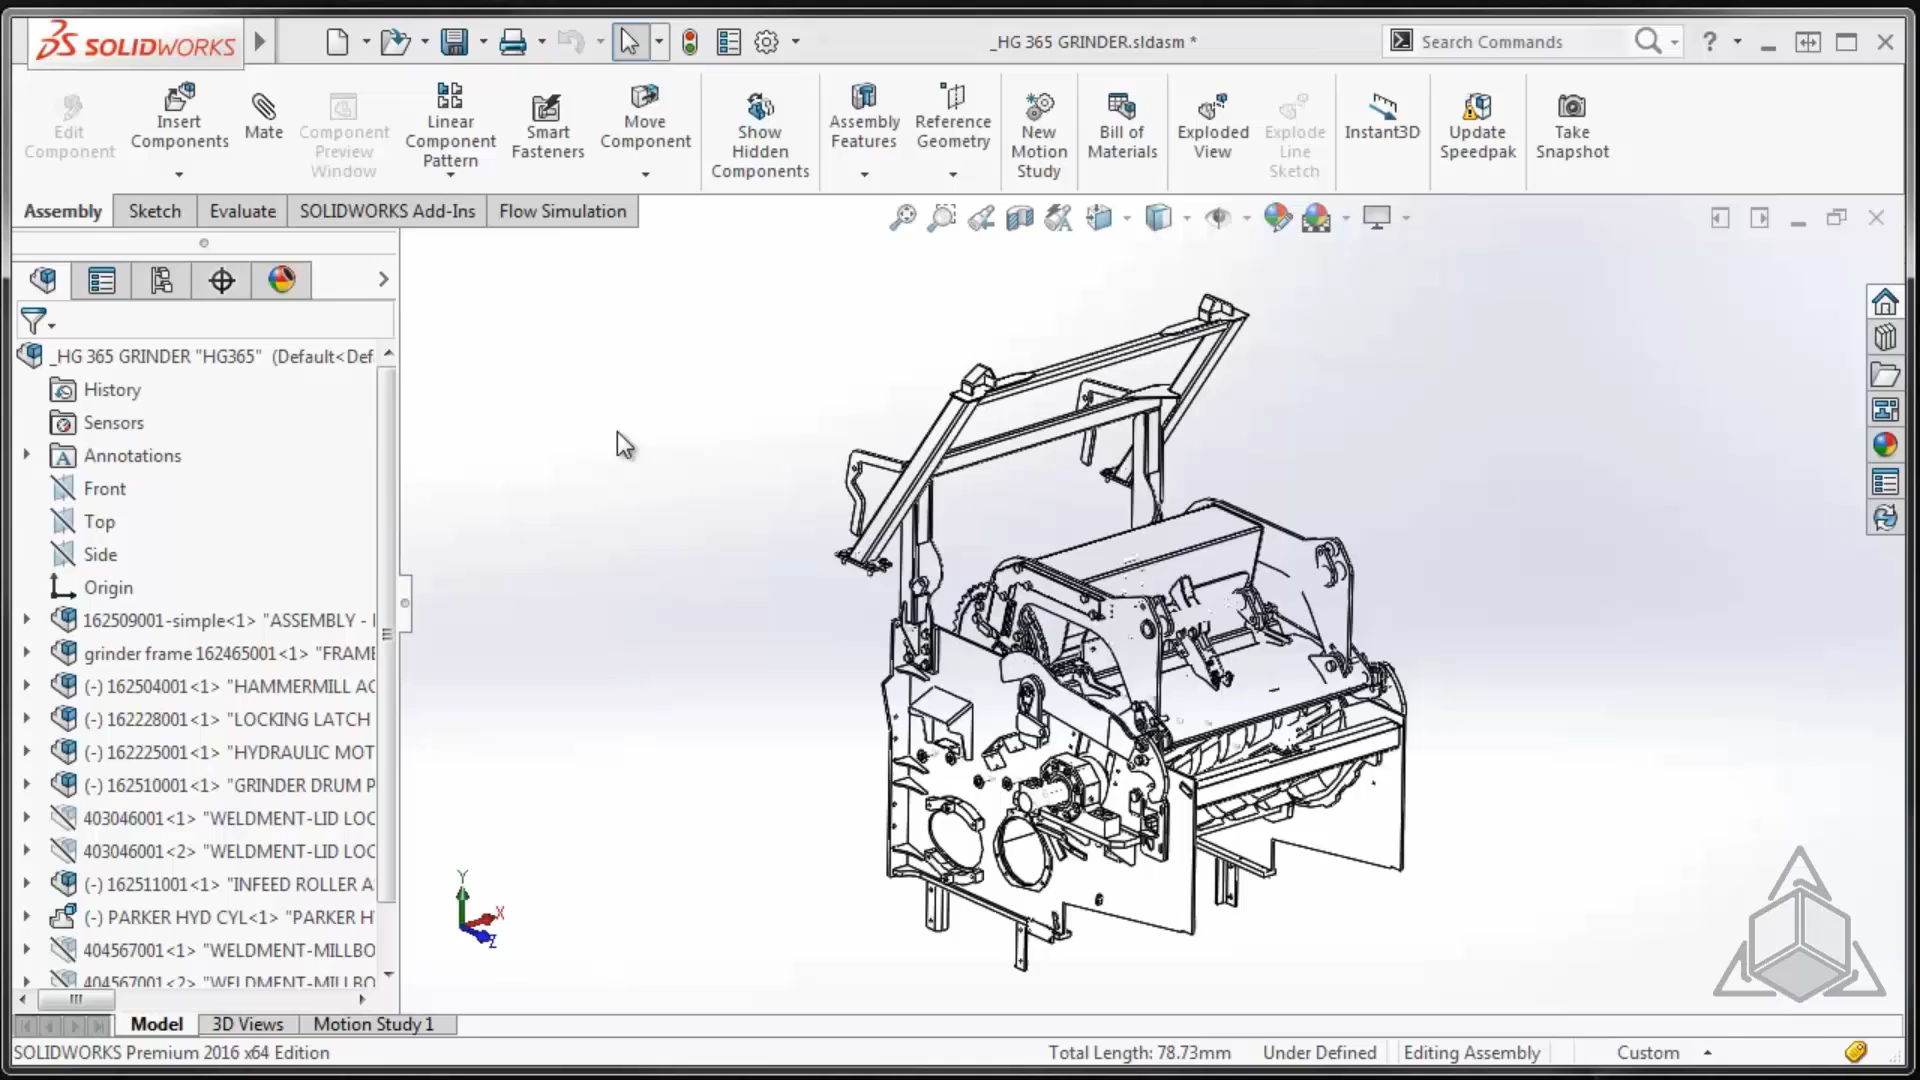 SOLIDWORKS
_HG 365 GRINDER.sldasm *
Search Commands
?
Edit Component
Insert Components
Mate
Component Preview Window
Linear Component Pattern
Smart Fasteners
Move Component
Show Hidden Components
Assembly Features
Reference Geometry
New Motion Study
Bill of Materials
Exploded View
Explode Line Sketch
Instant3D
Update Speedpak
Take Snapshot
Assembly
Sketch
Evaluate
SOLIDWORKS Add-Ins
Flow Simulation
_HG 365 GRINDER "HG365" (Default<Def
History
Sensors
A Annotations
Front
Top
Side
Origin
162509001-simple<1> "ASSEMBLY -
grinder frame 162465001<1> "FRAME
(-) 162504001<1> "HAMMERMILL AC
(-) 162228001<1> "LOCKING LATCH
(-) 162225001<1> "HYDRAULIC MOT
(-) 162510001<1> "GRINDER DRUM P
403046001<1> "WELDMENT-LID LOC
403046001<2> "WELDMENT-LID LOC
(-) 162511001<1> "INFEED ROLLER A
(-) PARKER HYD CYL<1> "PARKER H
404567001<1> "WELDMENT-MILLBO
404567001<2> "WELDMENT-MILLBO
Y
X
Z
Model
3D Views
Motion Study 1
SOLIDWORKS Premium 2016 x64 Edition
Total Length: 78.73mm
Under Defined
Editing Assembly
Custom